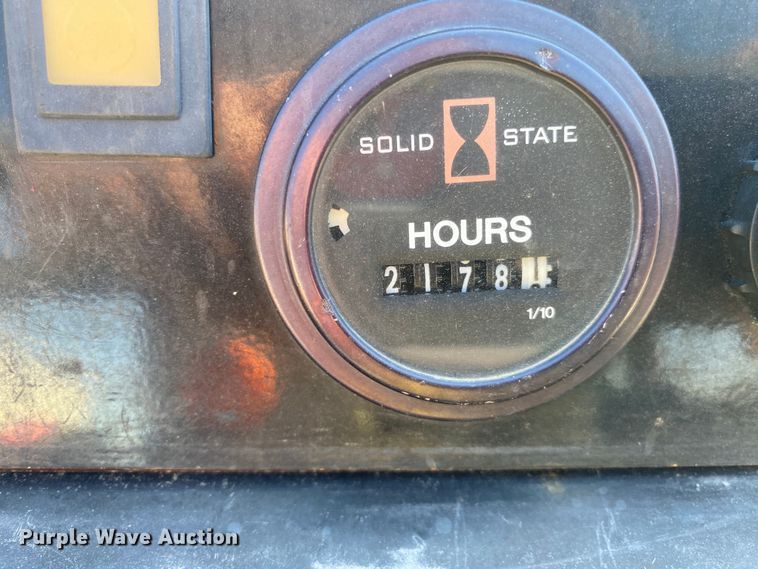 SOLID STATE
HOURS
2178
1/10
Purple Wave Auction®